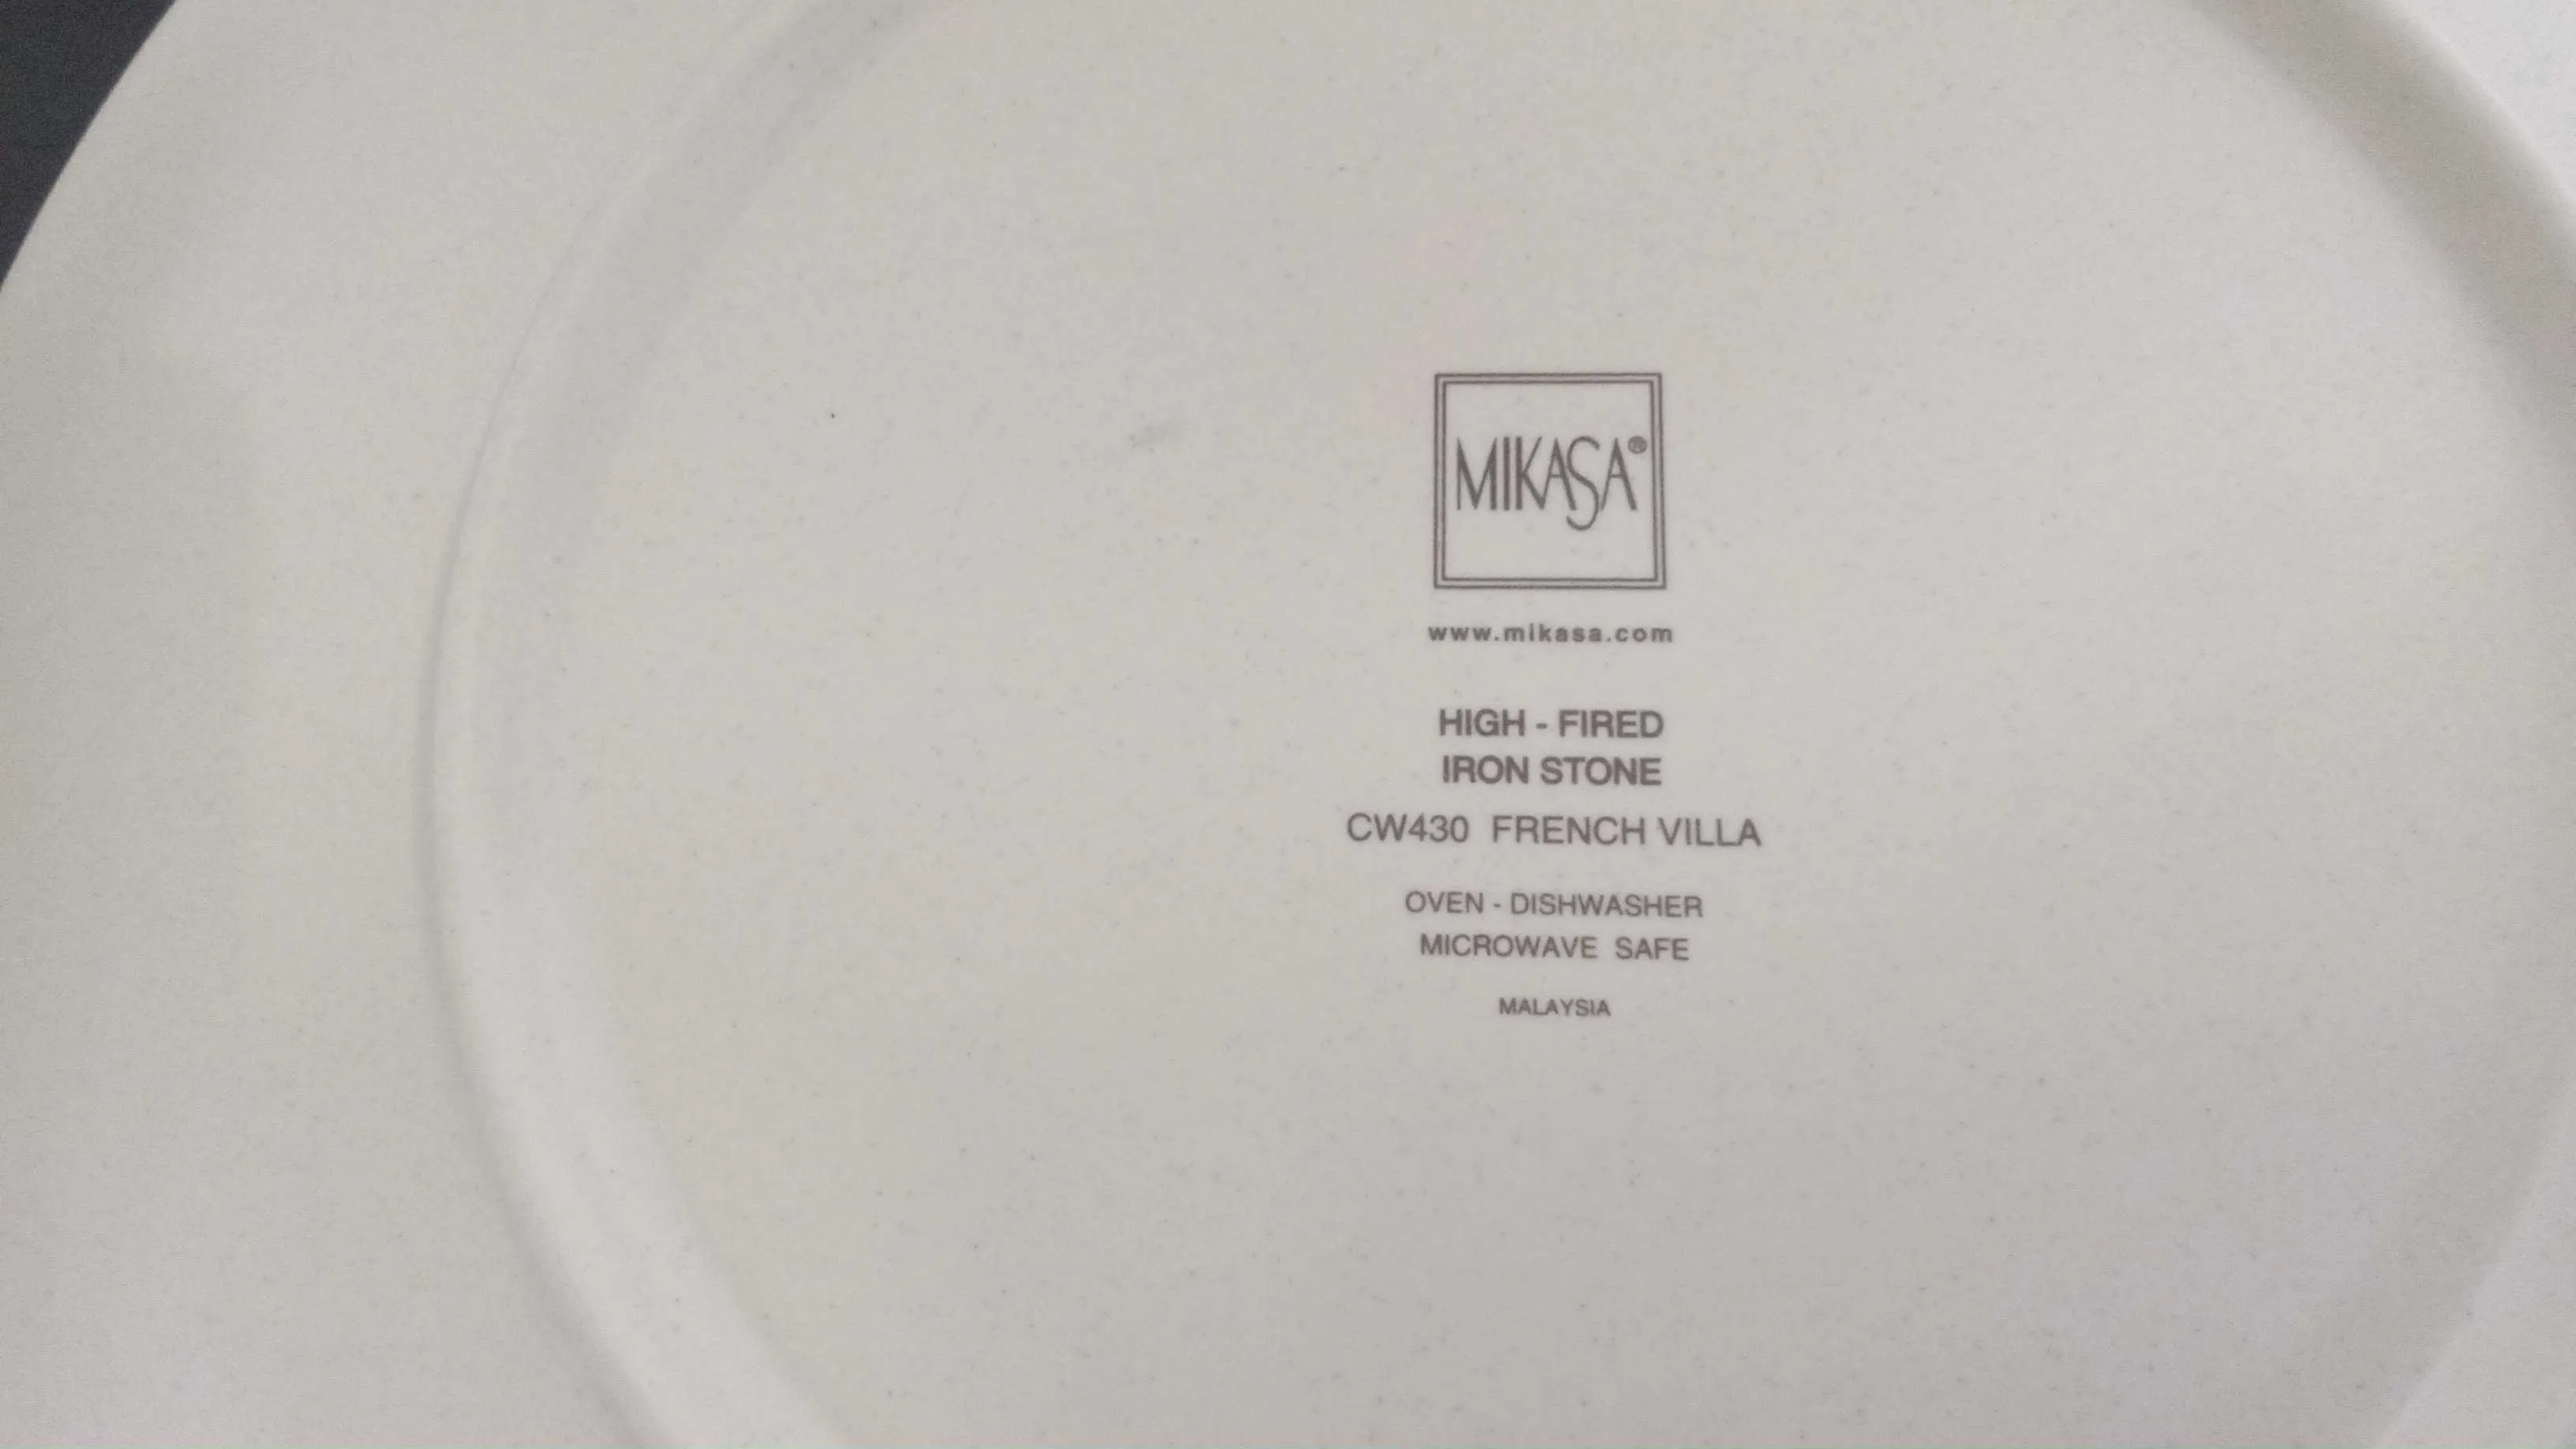 MIKASA®
www.mikasa.com
HIGH - FIRED
IRON STONE
CW430 FRENCH VILLA
OVEN - DISHWASHER
MICROWAVE SAFE
MALAYSIA